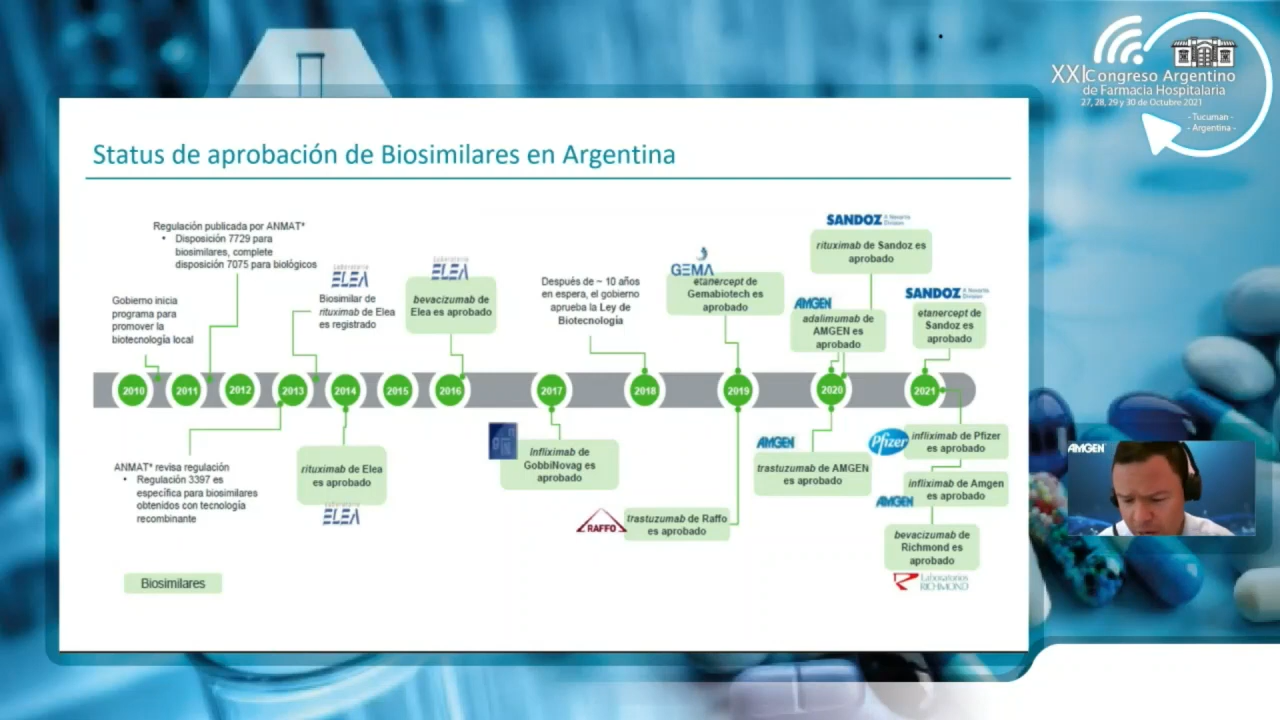 XXI Congreso Argentino
de Farmacia Hospitalaria
27, 28, 29 y 30 de Octubre 2021
- Tucuman -
- Argentina -
Status de aprobación de Biosimilares en Argentina
Regulación publicada por ANMAT*
• Disposición 7729 para
biosimilares, complete
disposición 7075 para biológicos
Gobierno inicia
programa para
promover la
biotecnología local
Laboratorio
ELEA
Biosimilar de
rituximab de Elea
es registrado
Laboratorio
ELEA
bevacizumab de
Elea es aprobado
Después de ~ 10 años
en espera, el gobierno
aprueba la Ley de
Biotecnología
GEMA
etanercept de
Gemabiotech es
aprobado
SANDOZ A Novartis
Division
rituximab de Sandoz es
aprobado
AMGEN
adalimumab de
AMGEN es
aprobado
SANDOZ A Novartis
Division
etanercept de
Sandoz es
aprobado
2010
2011
2012
2013
2014
2015
2016
2017
2018
2019
2020
2021
ANMAT* revisa regulación
• Regulación 3397 es
específica para biosimilares
obtenidos con tecnología
recombinante
rituximab de Elea
es aprobado
Laboratorio
ELEA
Infliximab de
GobbiNovag es
aprobado
RAFFO
trastuzumab de Raffo
es aprobado
AMGEN
trastuzumab de AMGEN
es aprobado
Pfizer
infliximab de Pfizer
es aprobado
infliximab de Amgen
es aprobado
AMGEN
bevacizumab de
Richmond es
aprobado
Laboratorios
RICHMOND
Biosimilares
AMGEN